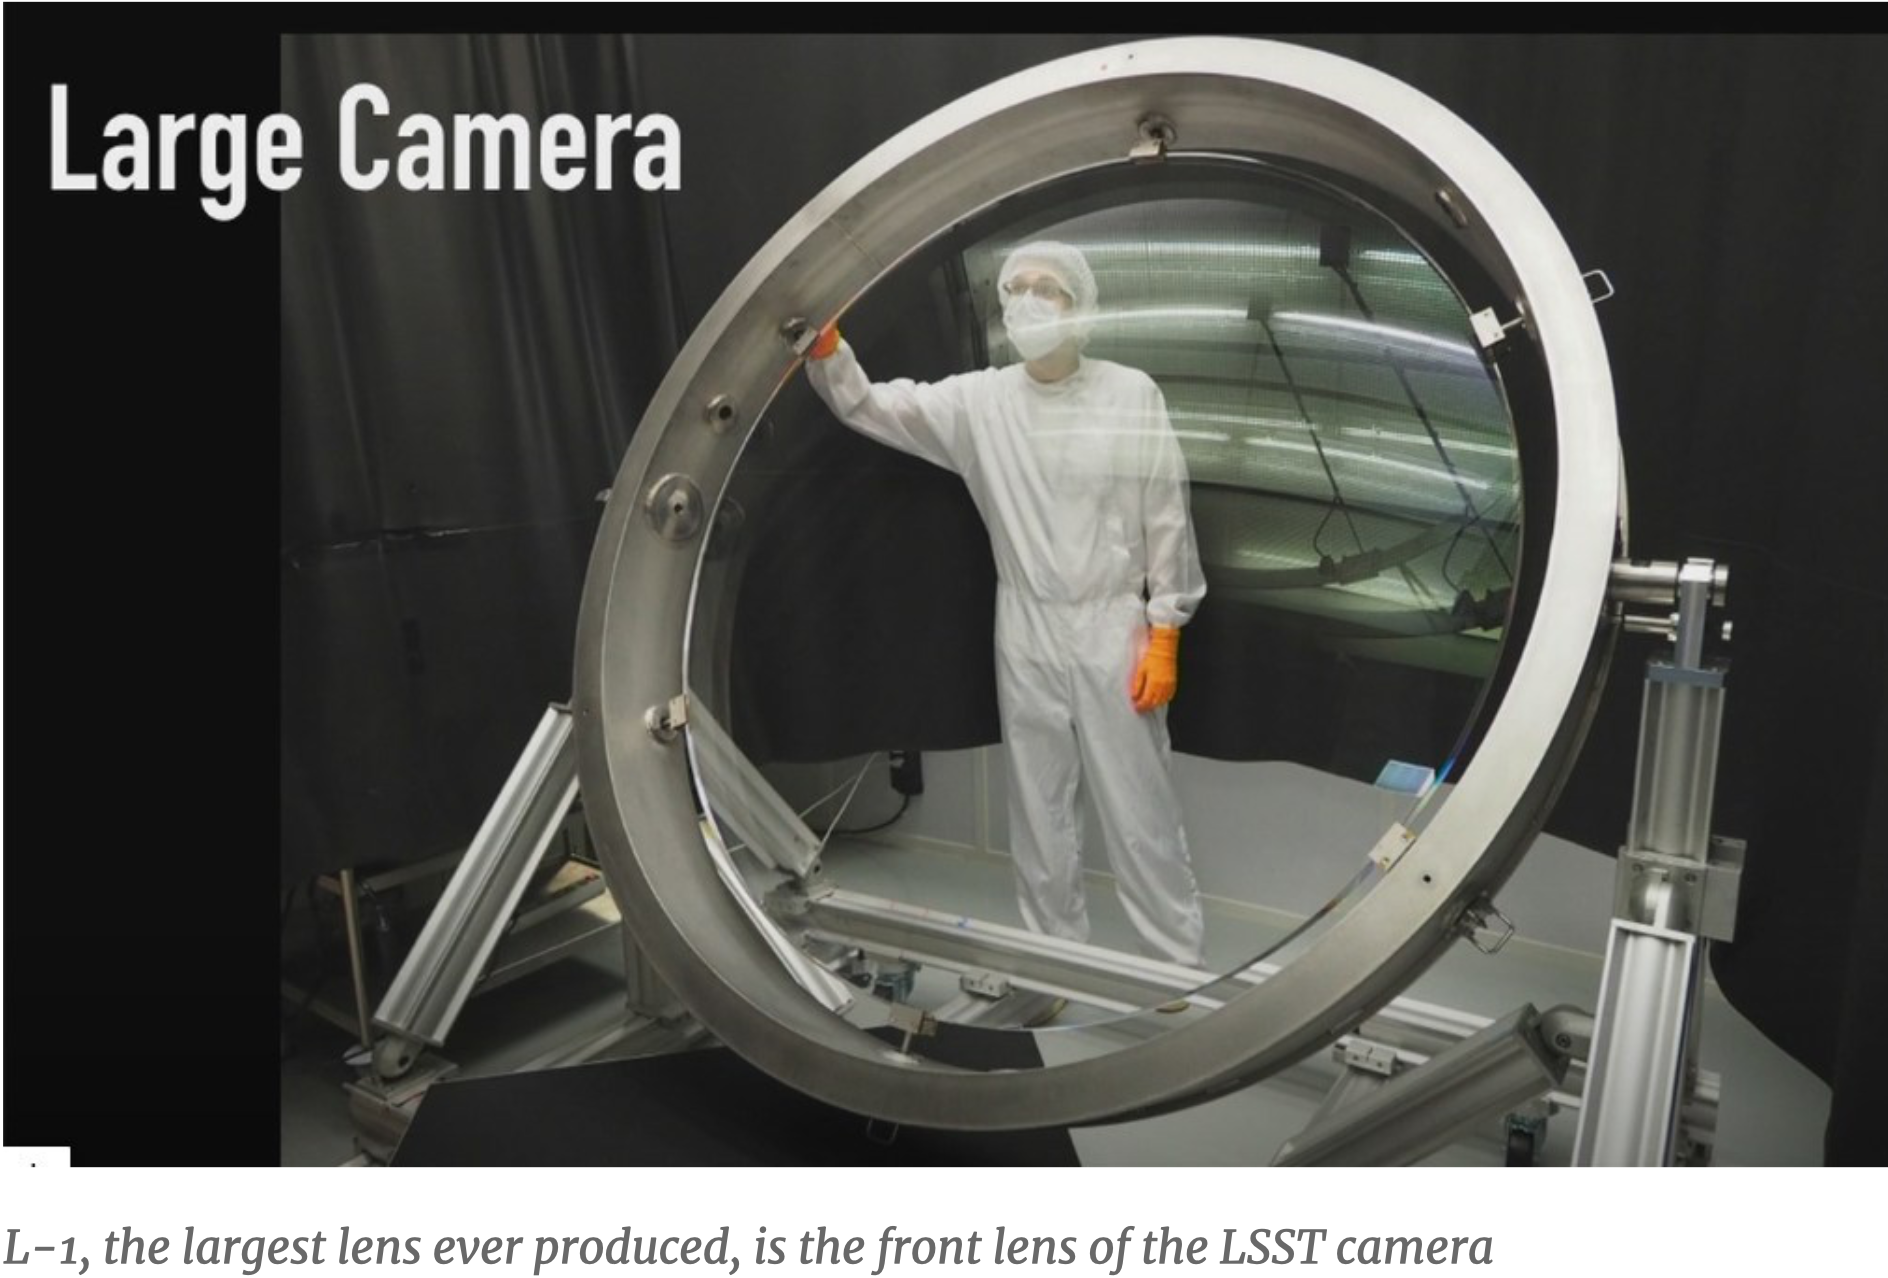 Large Camera
L-1, the largest lens ever produced, is the front lens of the LSST camera